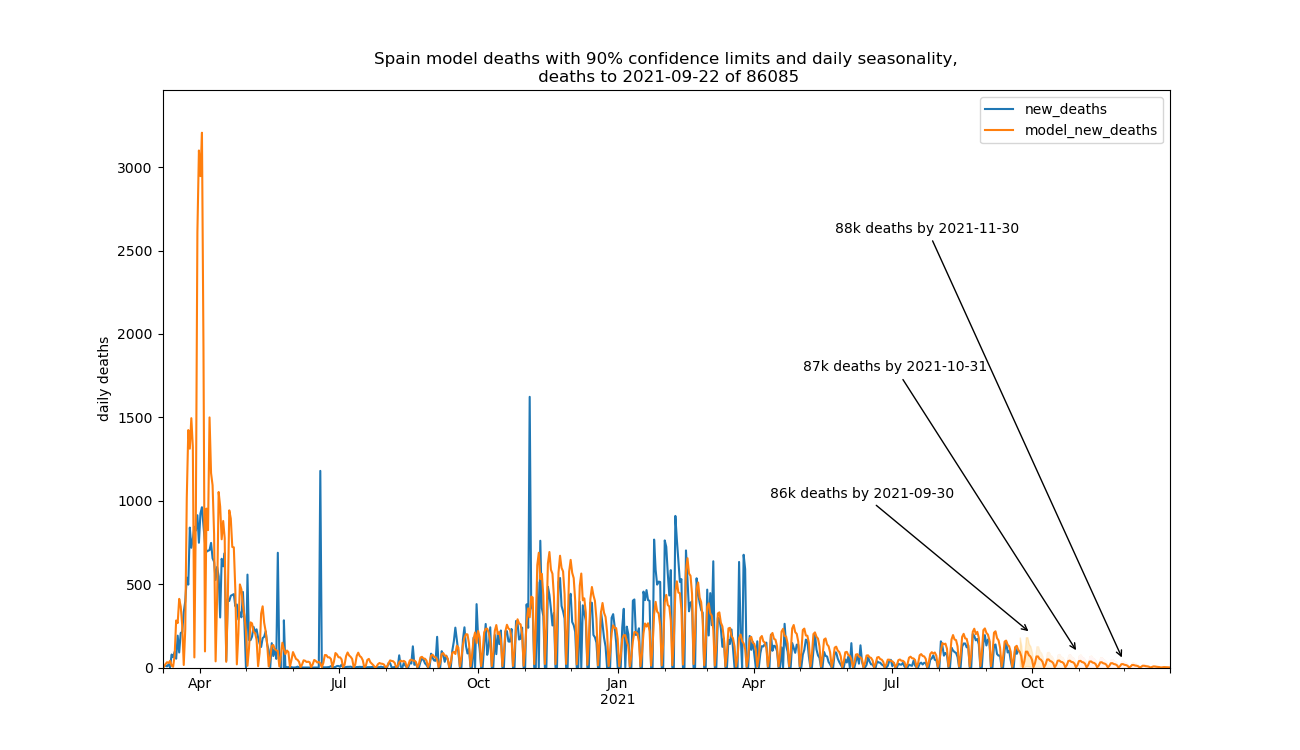 Spain model deaths with 90% confidence limits and daily seasonality,
deaths to 2021-09-22 of 86085
new_deaths
model_new_deaths
3000
2500
2000
1500
1000
500
0
daily deaths
88k deaths by 2021-11-30
87k deaths by 2021-10-31
86k deaths by 2021-09-30
Apr
Jul
Oct
Jan
2021
Apr
Jul
Oct